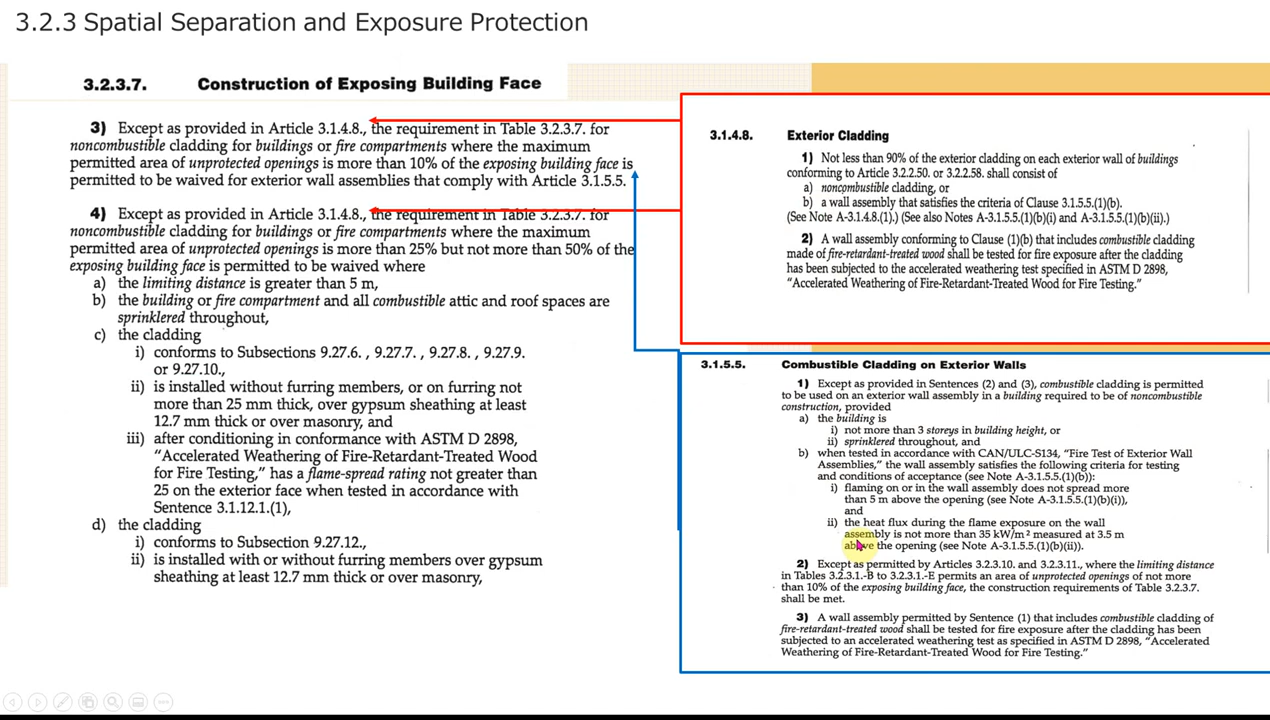 3.2.3 Spatial Separation and Exposure Protection
3.2.3.7. Construction of Exposing Building Face
3) Except as provided in Article 3.1.4.8., the requirement in Table 3.2.3.7. for
noncombustible cladding for buildings or fire compartments where the maximum
permitted area of unprotected openings is more than 10% of the exposing building face is
permitted to be waived for exterior wall assemblies that comply with Article 3.1.5.5.
4) Except as provided in Article 3.1.4.8., the requirement in Table 3.2.3.7. for
noncombustible cladding for buildings or fire compartments where the maximum
permitted area of unprotected openings is more than 25% but not more than 50% of the
exposing building face is permitted to be waived where
a) the limiting distance is greater than 5 m,
b) the building or fire compartment and all combustible attic and roof spaces are
sprinklered throughout,
c) the cladding
i) conforms to Subsections 9.27.6. , 9.27.7. , 9.27.8. , 9.27.9.
or 9.27.10.,
ii) is installed without furring members, or on furring not
more than 25 mm thick, over gypsum sheathing at least
12.7 mm thick or over masonry, and
iii) after conditioning in conformance with ASTM D 2898,
"Accelerated Weathering of Fire-Retardant-Treated Wood
for Fire Testing," has a flame-spread rating not greater than
25 on the exterior face when tested in accordance with
Sentence 3.1.12.1.(1),
d) the cladding
i) conforms to Subsection 9.27.12.,
ii) is installed with or without furring members over gypsum
sheathing at least 12.7 mm thick or over masonry,
3.1.4.8. Exterior Cladding
1) Not less than 90% of the exterior cladding on each exterior wall of buildings
conforming to Article 3.2.2.50. or 3.2.2.58. shall consist of
a) noncombustible cladding, or
b) a wall assembly that satisfies the criteria of Clause 3.1.5.5.(1)(b).
(See Note A-3.1.4.8.(1).) (See also Notes A-3.1.5.5.(1)(b)(i) and A-3.1.5.5.(1)(b)(ii).)
2) A wall assembly conforming to Clause (1)(b) that includes combustible cladding
made of fire-retardant-treated wood shall be tested for fire exposure after the cladding
has been subjected to the accelerated weathering test specified in ASTM D 2898,
"Accelerated Weathering of Fire-Retardant-Treated Wood for Fire Testing."
3.1.5.5. Combustible Cladding on Exterior Walls
1) Except as provided in Sentences (2) and (3), combustible cladding is permitted
to be used on an exterior wall assembly in a building required to be of noncombustible
construction, provided
a) the building is
i) not more than 3 storeys in building height, or
ii) sprinklered throughout, and
b) when tested in accordance with CAN/ULC-S134, "Fire Test of Exterior Wall
Assemblies," the wall assembly satisfies the following criteria for testing
and conditions of acceptance (see Note A-3.1.5.5.(1)(b)):
i) flaming on or in the wall assembly does not spread more
than 5 m above the opening (see Note A-3.1.5.5.(1)(b)(i)),
and
ii) the heat flux during the flame exposure on the wall
assembly is not more than 35 kW/m² measured at 3.5 m
above the opening (see Note A-3.1.5.5.(1)(b)(ii)).
2) Except as permitted by Articles 3.2.3.10. and 3.2.3.11., where the limiting distance
in Tables 3.2.3.1.-B to 3.2.3.1.-E permits an area of unprotected openings of not more
than 10% of the exposing building face, the construction requirements of Table 3.2.3.7.
shall be met.
3) A wall assembly permitted by Sentence (1) that includes combustible cladding of
fire-retardant-treated wood shall be tested for fire exposure after the cladding has been
subjected to an accelerated weathering test as specified in ASTM D 2898, "Accelerated
Weathering of Fire-Retardant-Treated Wood for Fire Testing."